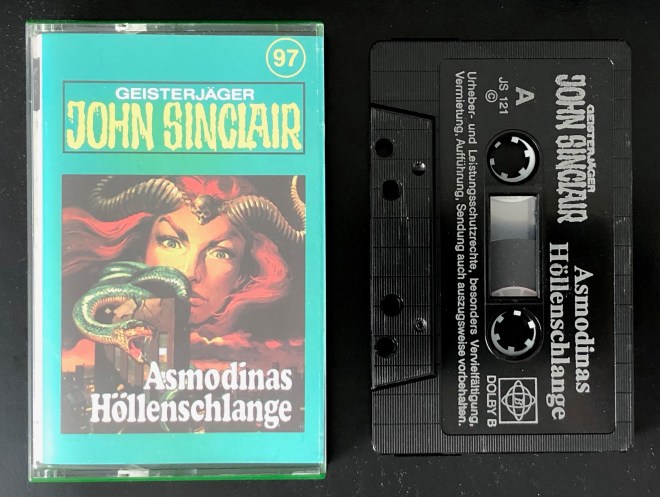 97
GEISTERJÄGER
JOHN SINCLAIR
Asmodinas
Höllenschlange
GEISTERJÄGER
JOHN SINCLAIR
Asmodinas
Höllenschlange
A
JS 121
©
DOLBY B
Urheber- und Leistungsschutzrechte, besonders Vervielfältigung,
Vermietung, Aufführung, Sendung auch auszugsweise vorbehalten.